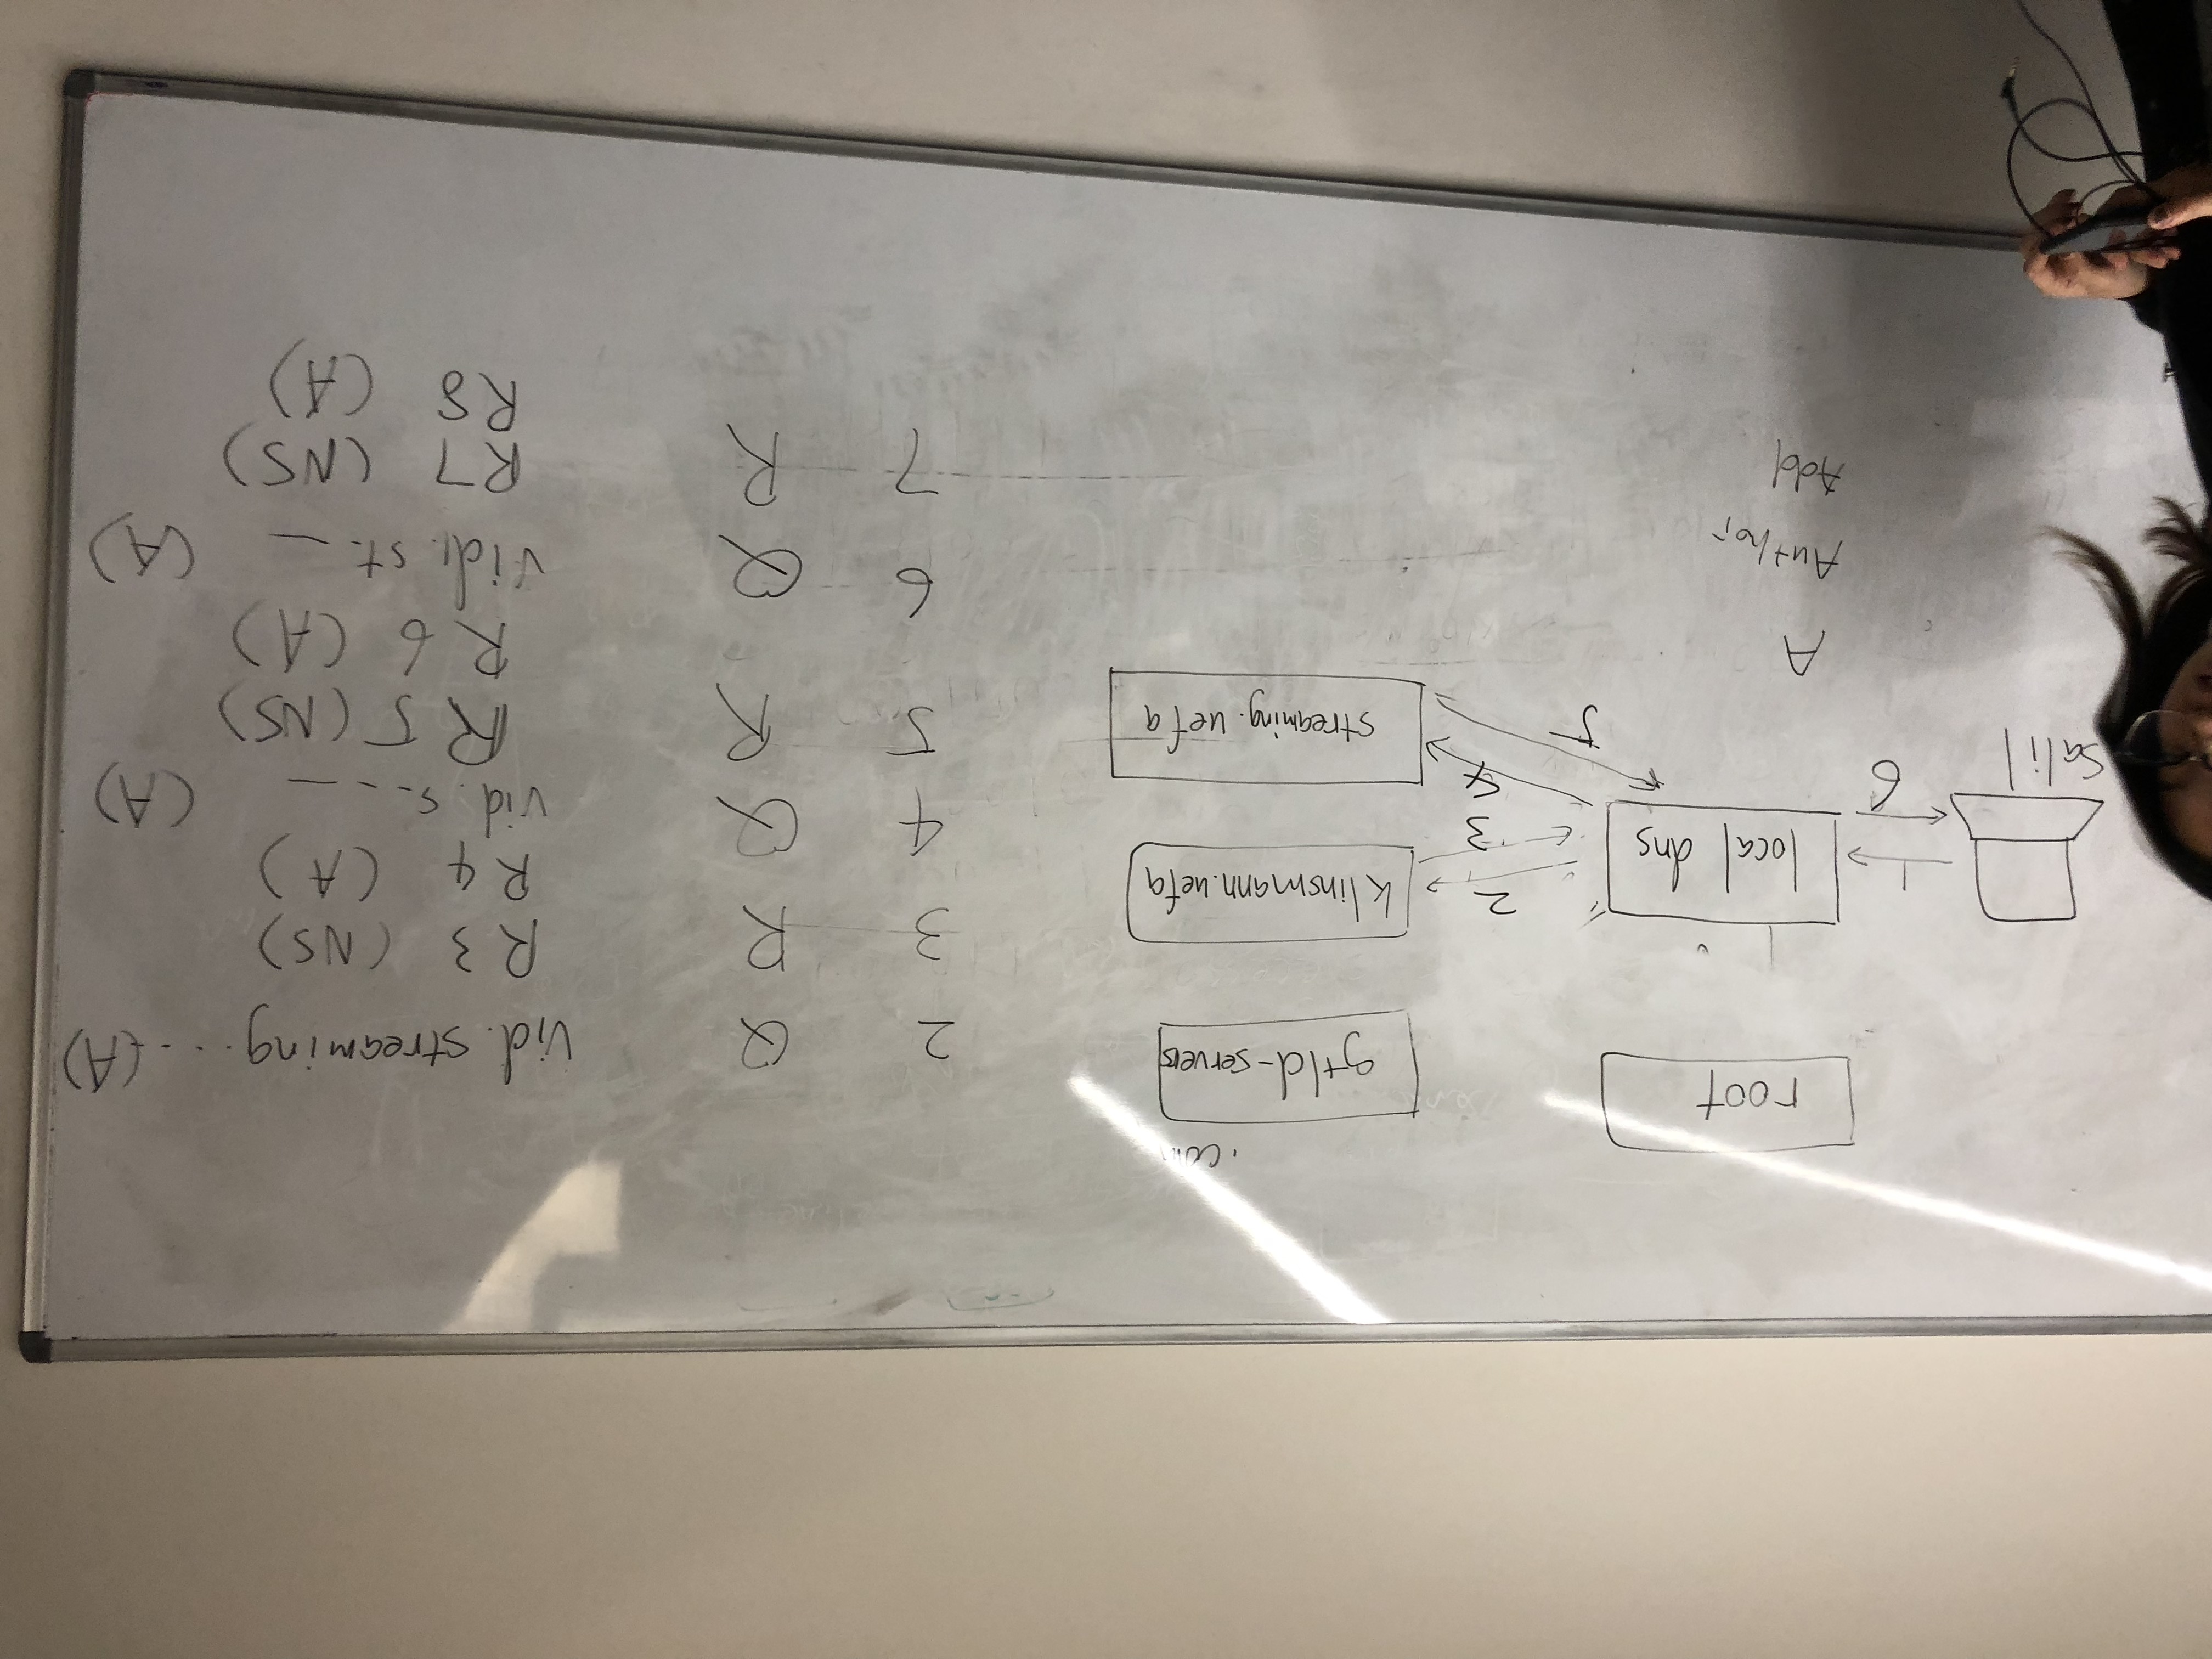 .com
root
gtld-servers
local dns
klinsmann.uefa
streaming.uefa
Salil
1
6
2
3
4
5
A
Author
Add
2 Q vid. streaming... (A)
3 R R3 (NS)
R4 (A)
4 Q vid. s--- (A)
5 R R5 (NS)
R6 (A)
6 Q vid. st.-- (A)
7 R R7 (NS)
R8 (A)